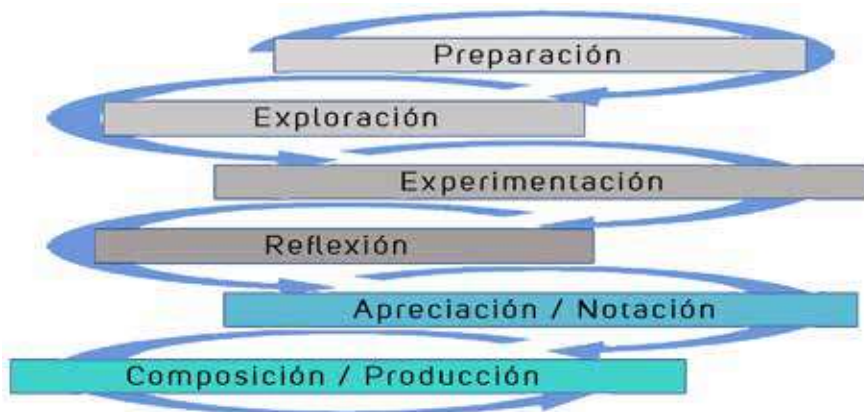 Preparación
Exploración
Experimentación
Reflexión
Apreciación / Notación
Composición / Producción